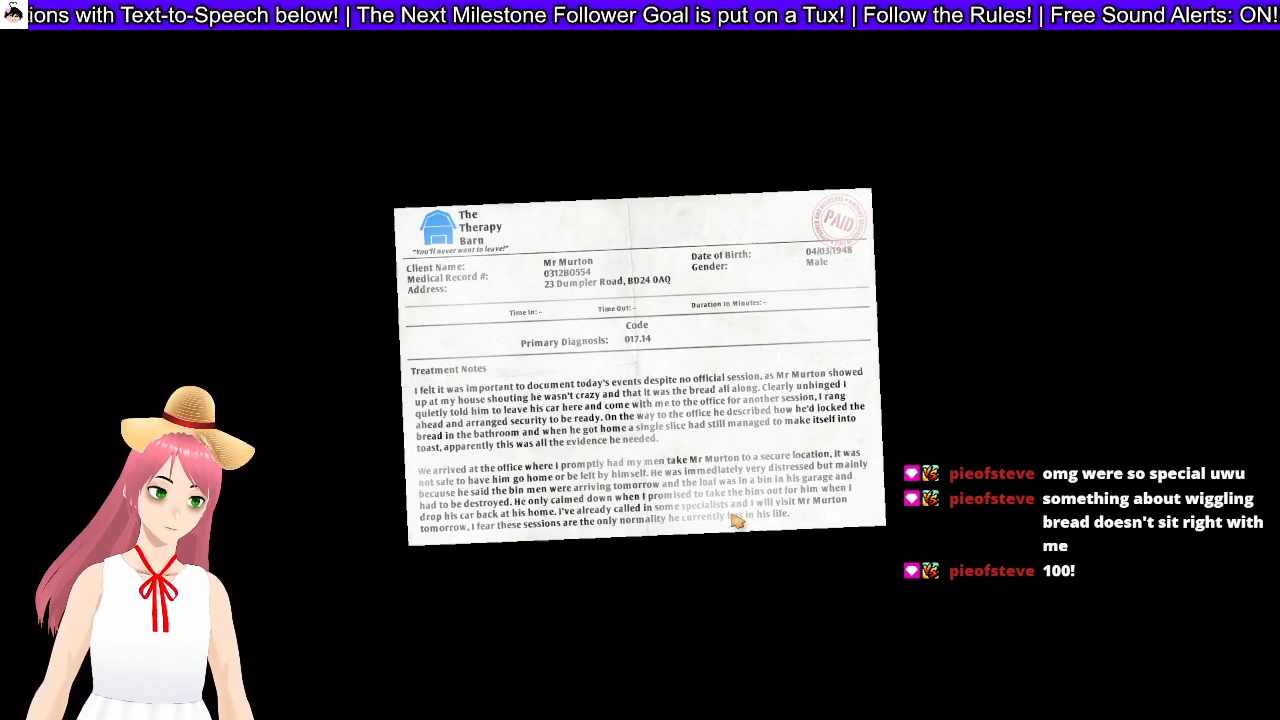 ions with Text-to-Speech below! | The Next Milestone Follower Goal is put on a Tux! | Follow the Rules! | Free Sound Alerts: ON!
The
Therapy
Barn
"You'll never want to leave!"
PAID
Client Name: Mr Murton Date of Birth: 04/03/1948
Medical Record #: 0312B0554 Gender: Male
Address: 23 Dumpler Road, BD24 0AQ
Time In: - Time Out: - Duration in Minutes: -
Code
Primary Diagnosis: 017.14
Treatment Notes
I felt it was important to document today's events despite no official session, as Mr Murton showed
up at my house shouting he wasn't crazy and that it was the bread all along. Clearly unhinged I
quietly told him to leave his car here and come with me to the office for another session, I rang
ahead and arranged security to be ready. On the way to the office he described how he'd locked the
bread in the bathroom and when he got home a single slice had still managed to make itself into
toast, apparently this was all the evidence he needed.
We arrived at the office where I promptly had my men take Mr Murton to a secure location, it was
not safe to have him go home or be left by himself. He was immediately very distressed but mainly
because he said the bin men were arriving tomorrow and the loaf was in a bin in his garage and
had to be destroyed. He only calmed down when I promised to take the bins out for him when I
drop his car back at his home. I've already called in some specialists and I will visit Mr Murton
tomorrow, I fear these sessions are the only normality he currently has in his life.
pieofsteve omg were so special uwu
pieofsteve something about wiggling
bread doesn't sit right with
me
pieofsteve 100!